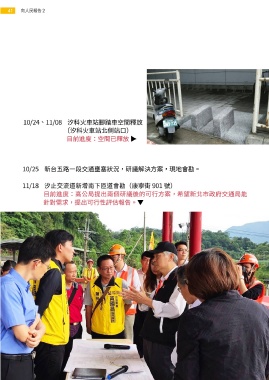 市人民報告 2
10/24、11/08　汐科火車站腳踏車空間釋放
（汐科火車站北側站口）
目前進度：空間已釋放 ▶
10/25　新台五路一段交通壅塞狀況，研議解決方案，現地會勘。
11/18　汐止交流道新增南下匝道會勘（康寧街 901 號）
目前進度：高公局提出兩個研議後的可行方案，希望新北市政府交通局能
針對需求，提出可行性評估報告。▼